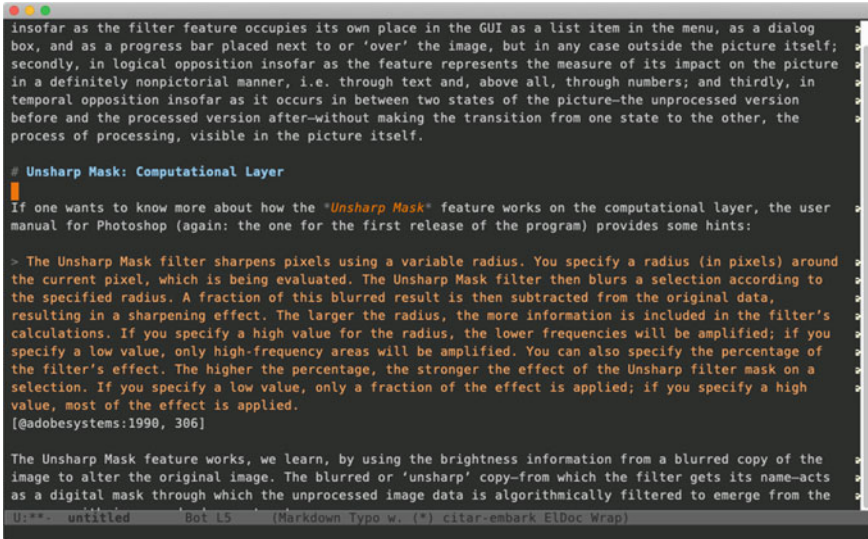 insofar as the filter feature occupies its own place in the GUI as a list item in the menu, as a dialog
box, and as a progress bar placed next to or ‘over’ the image, but in any case outside the picture itself;
secondly, in logical opposition insofar as the feature represents the measure of its impact on the picture
in a definitely nonpictorial manner, i.e. through text and, above all, through numbers; and thirdly, in
temporal opposition insofar as it occurs in between two states of the picture—the unprocessed version
before and the processed version after—without making the transition from one state to the other, the
process of processing, visible in the picture itself.
# Unsharp Mask: Computational Layer
If one wants to know more about how the *Unsharp Mask* feature works on the computational layer, the user
manual for Photoshop (again: the one for the first release of the program) provides some hints:
> The Unsharp Mask filter sharpens pixels using a variable radius. You specify a radius (in pixels) around
the current pixel, which is being evaluated. The Unsharp Mask filter then blurs a selection according to
the specified radius. A fraction of this blurred result is then subtracted from the original data,
resulting in a sharpening effect. The larger the radius, the more information is included in the filter’s
calculations. If you specify a high value for the radius, the lower frequencies will be amplified; if you
specify a low value, only high-frequency areas will be amplified. You can also specify the percentage of
the filter’s effect. The higher the percentage, the stronger the effect of the Unsharp filter mask on a
selection. If you specify a low value, only a fraction of the effect is applied; if you specify a high
value, most of the effect is applied.
[@adobesystems:1990, 306]
The Unsharp Mask feature works, we learn, by using the brightness information from a blurred copy of the
image to alter the original image. The blurred or ‘unsharp’ copy—from which the filter gets its name—acts
as a digital mask through which the unprocessed image data is algorithmically filtered to emerge from the
U:**- untitled Bot L5 (Markdown Typo w. (*) citar-embark ElDoc Wrap)